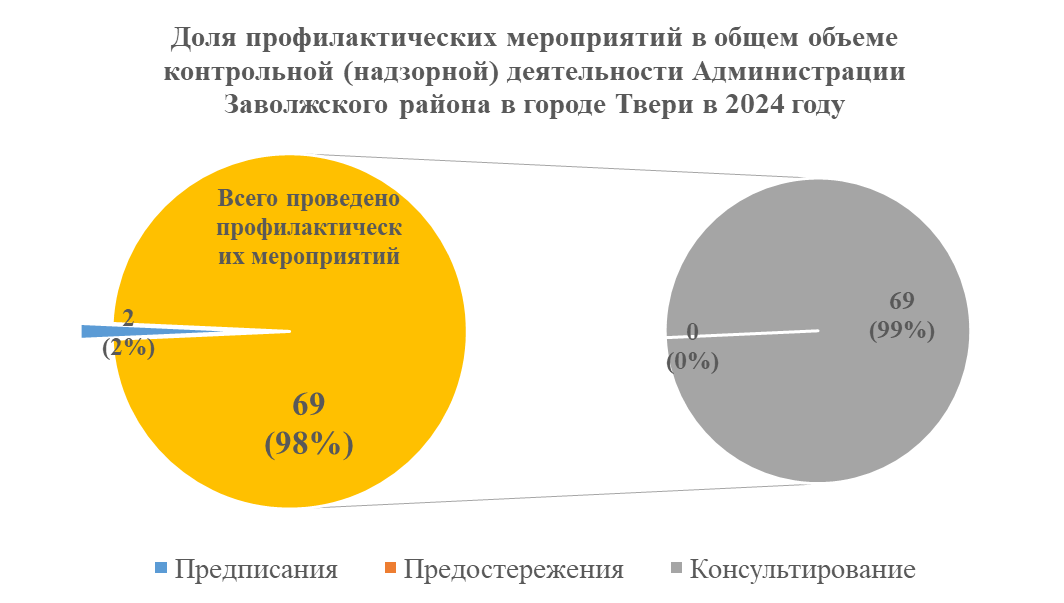 Доля профилактических мероприятий в общем объеме
контрольной (надзорной) деятельности Администрации
Заволжского района в городе Твери в 2024 году
Всего проведено
профилактическ
их мероприятий
2
(2%)
69
(98%)
0
(0%)
69
(99%)
Предписания
Предостережения
Консультирование